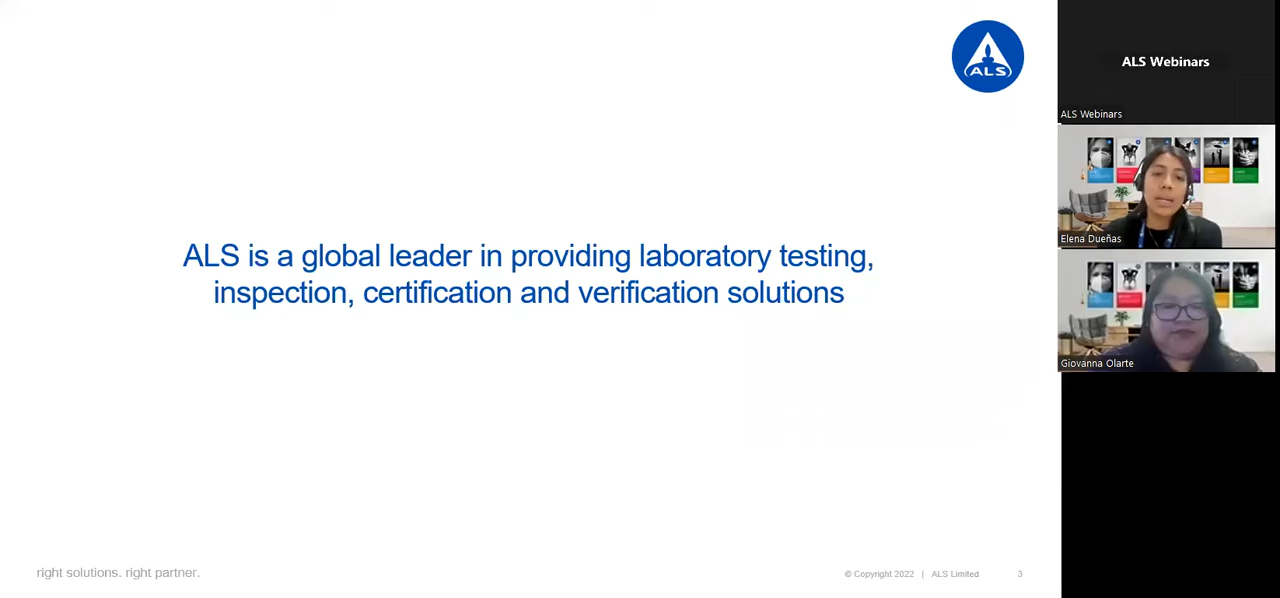 ALS
ALS is a global leader in providing laboratory testing,
inspection, certification and verification solutions
right solutions. right partner.
© Copyright 2022 | ALS Limited 3
ALS Webinars
ALS Webinars
Elena Dueñas
Giovanna Olarte